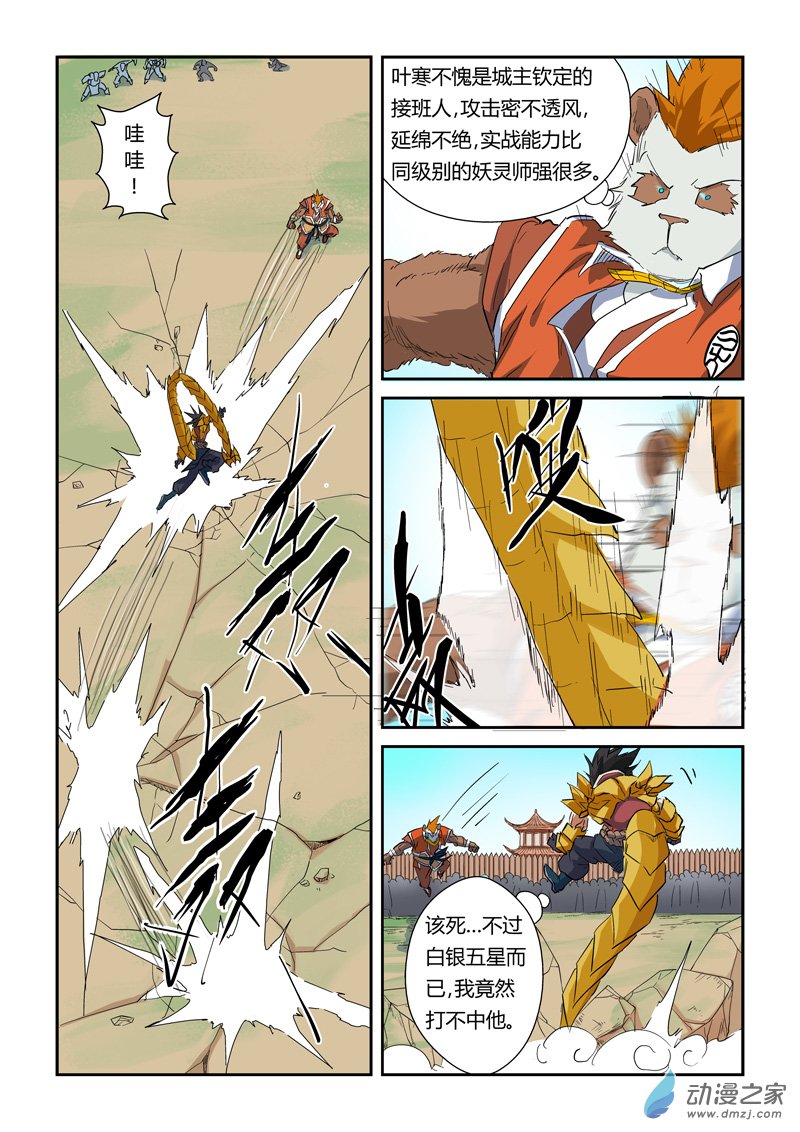 哇
哇
！
叶寒不愧是城主钦定的
接班人，攻击密不透风，
延绵不绝，实战能力比
同级别的妖灵师强很多。
该死…不过
白银五星而
已，我竟然
打不中他。
动漫之家
www.dmzj.com